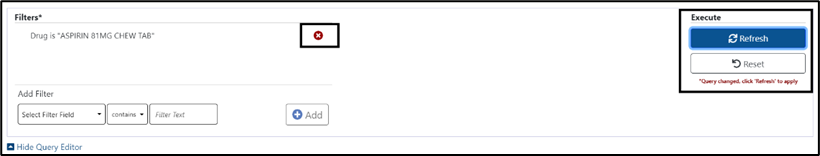 Filters*
Drug is "ASPIRIN 81MG CHEW TAB"
Execute
Refresh
Reset
*Query changed, click 'Refresh' to apply
Add Filter
Select Filter Field contains Filter Text Add
Hide Query Editor